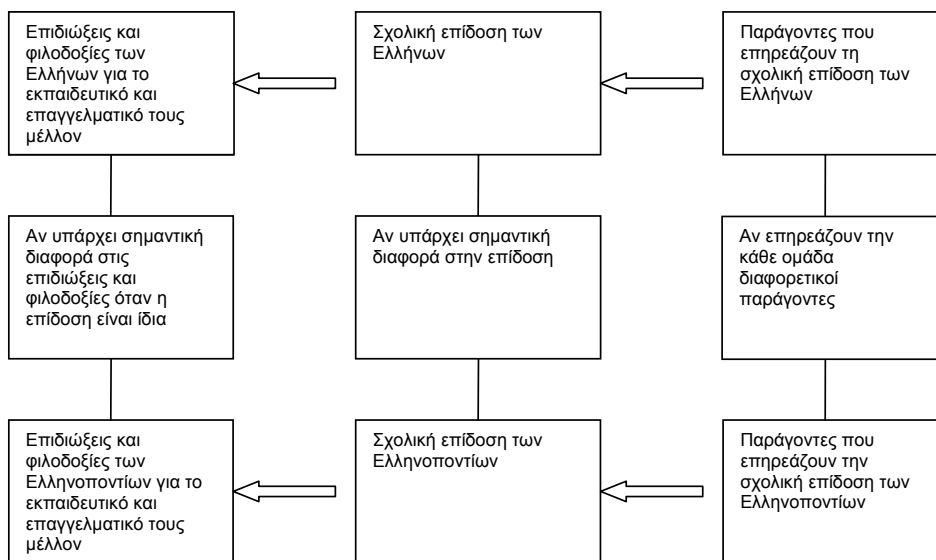 Επιδιώξεις και
φιλοδοξίες των
Ελλήνων για το
εκπαιδευτικό και
επαγγελματικό τους
μέλλον
Σχολική επίδοση των
Ελλήνων
Παράγοντες που
επηρεάζουν τη
σχολική επίδοση των
Ελλήνων
Αν υπάρχει σημαντική
διαφορά στις
επιδιώξεις και
φιλοδοξίες όταν η
επίδοση είναι ίδια
Αν υπάρχει σημαντική
διαφορά στην επίδοση
Αν επηρεάζουν την
κάθε ομάδα
διαφορετικοί
παράγοντες
Επιδιώξεις και
φιλοδοξίες των
Ελληνοποντίων για το
εκπαιδευτικό και
επαγγελματικό τους
μέλλον
Σχολική επίδοση των
Ελληνοποντίων
Παράγοντες που
επηρεάζουν την
σχολική επίδοση των
Ελληνοποντίων